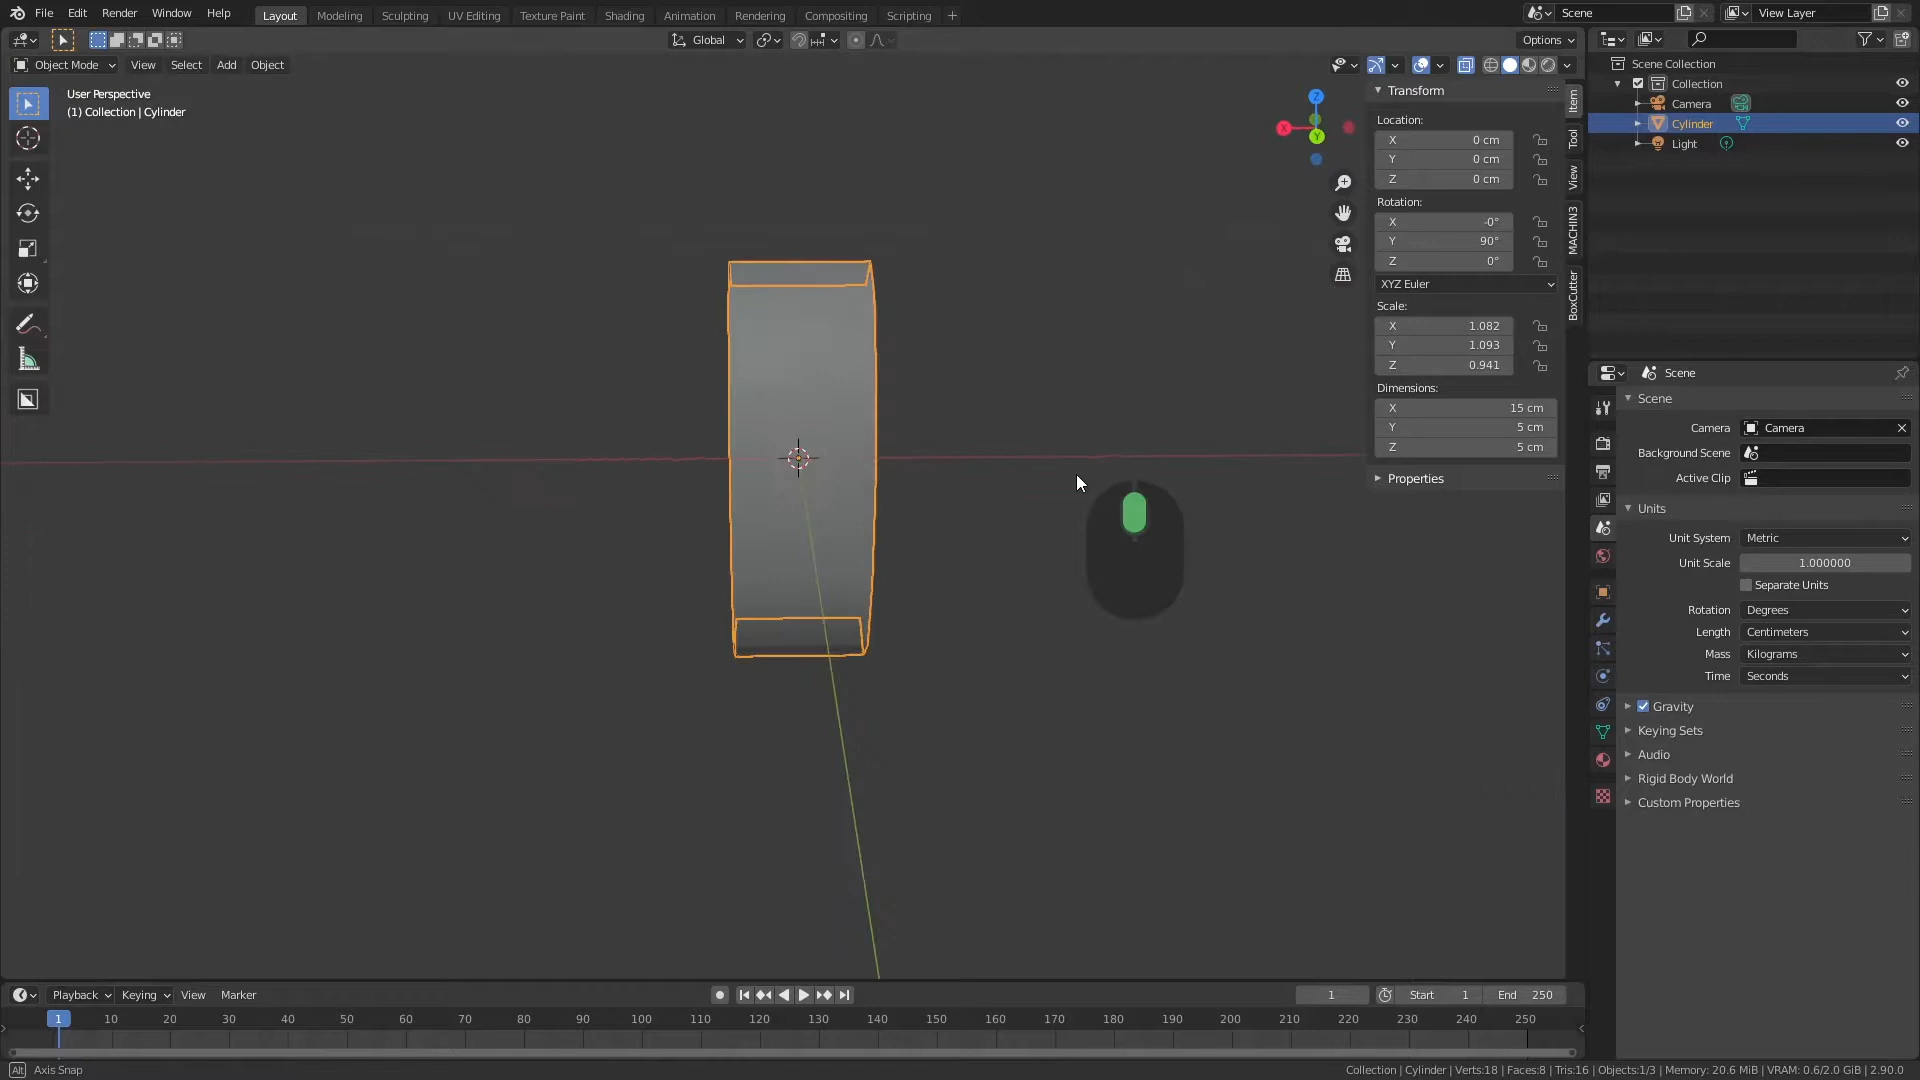 File Edit Render Window Help Layout Modeling Sculpting UV Editing Texture Paint Shading Animation Rendering Compositing Scripting + Scene View Layer
Global Options
Object Mode View Select Add Object
User Perspective
(1) Collection | Cylinder
Z
X
Y
Transform
Location:
X 0 cm
Y 0 cm
Z 0 cm
Rotation:
X -0°
Y 90°
Z 0°
XYZ Euler
Scale:
X 1.082
Y 1.093
Z 0.941
Dimensions:
X 15 cm
Y 5 cm
Z 5 cm
Properties
Item
Tool
View
MACHIN3
BoxCutter
Scene Collection
Collection
Camera
Cylinder
Light
Scene
Scene
Camera Camera
Background Scene
Active Clip
Units
Unit System Metric
Unit Scale 1.000000
Separate Units
Rotation Degrees
Length Centimeters
Mass Kilograms
Time Seconds
Gravity
Keying Sets
Audio
Rigid Body World
Custom Properties
Playback Keying View Marker 1 Start 1 End 250
1 10 20 30 40 50 60 70 80 90 100 110 120 130 140 150 160 170 180 190 200 210 220 230 240 250
Alt Axis Snap
Collection | Cylinder | Verts:18 | Faces:8 | Tris:16 | Objects:1/3 | Memory: 20.6 MiB | VRAM: 0.6/2.0 GiB | 2.90.0